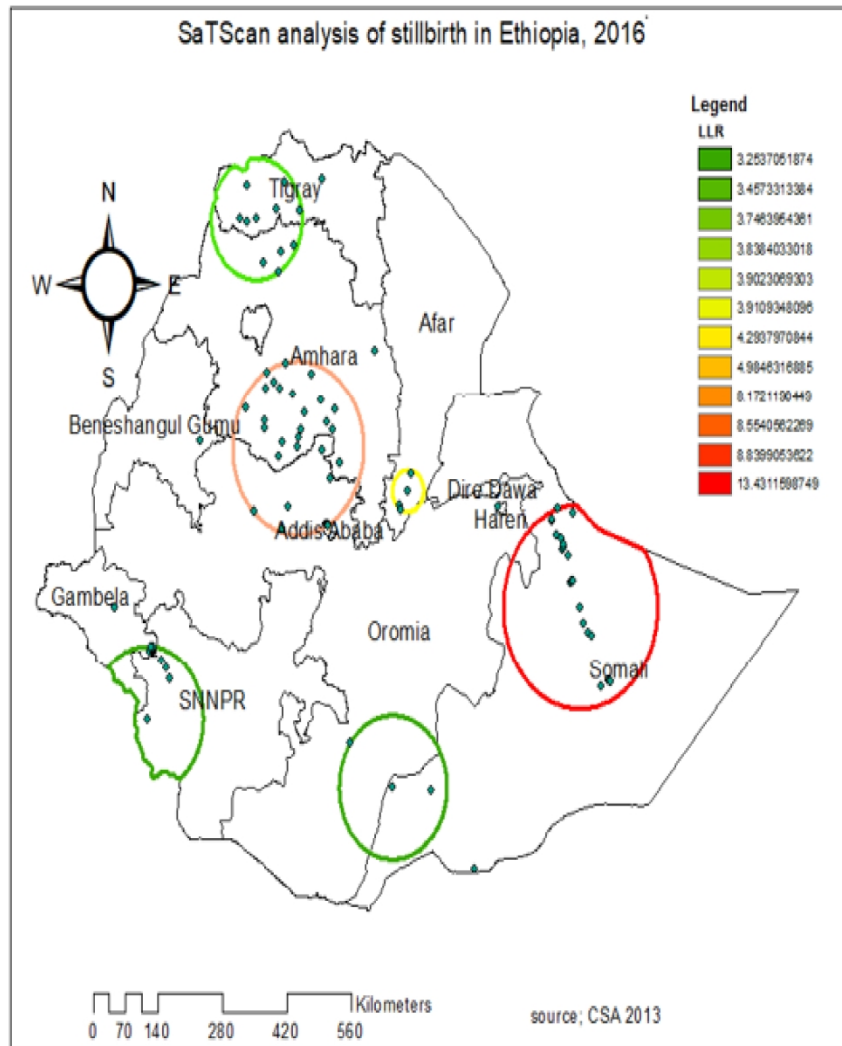 SaTScan analysis of stillbirth in Ethiopia, 2016
Legend
LLR
3.2537051874
3.4573313384
3.7463954361
3.8384033018
3.9023069303
3.9109348096
4.2937970844
4.9846316885
8.1721190449
8.5540562269
8.8399053622
13.4311598749
N
W
E
S
Tigray
Afar
Amhara
Beneshangul Gumu
Dire Dawa
Hareri
Addis Ababa
Gambela
Oromia
Somali
SNNPR
Kilometers
0 70 140 280 420 560
source; CSA 2013